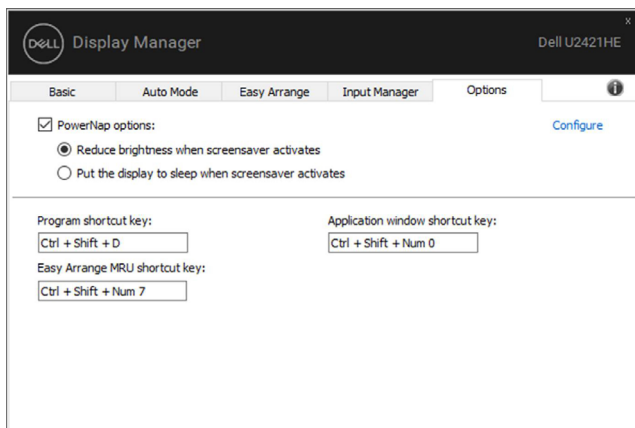 x
DELL Display Manager Dell U2421HE
Basic Auto Mode Easy Arrange Input Manager Options i
PowerNap options: Configure
Reduce brightness when screensaver activates
Put the display to sleep when screensaver activates
Program shortcut key: Application window shortcut key:
Ctrl + Shift + D Ctrl + Shift + Num 0
Easy Arrange MRU shortcut key:
Ctrl + Shift + Num 7